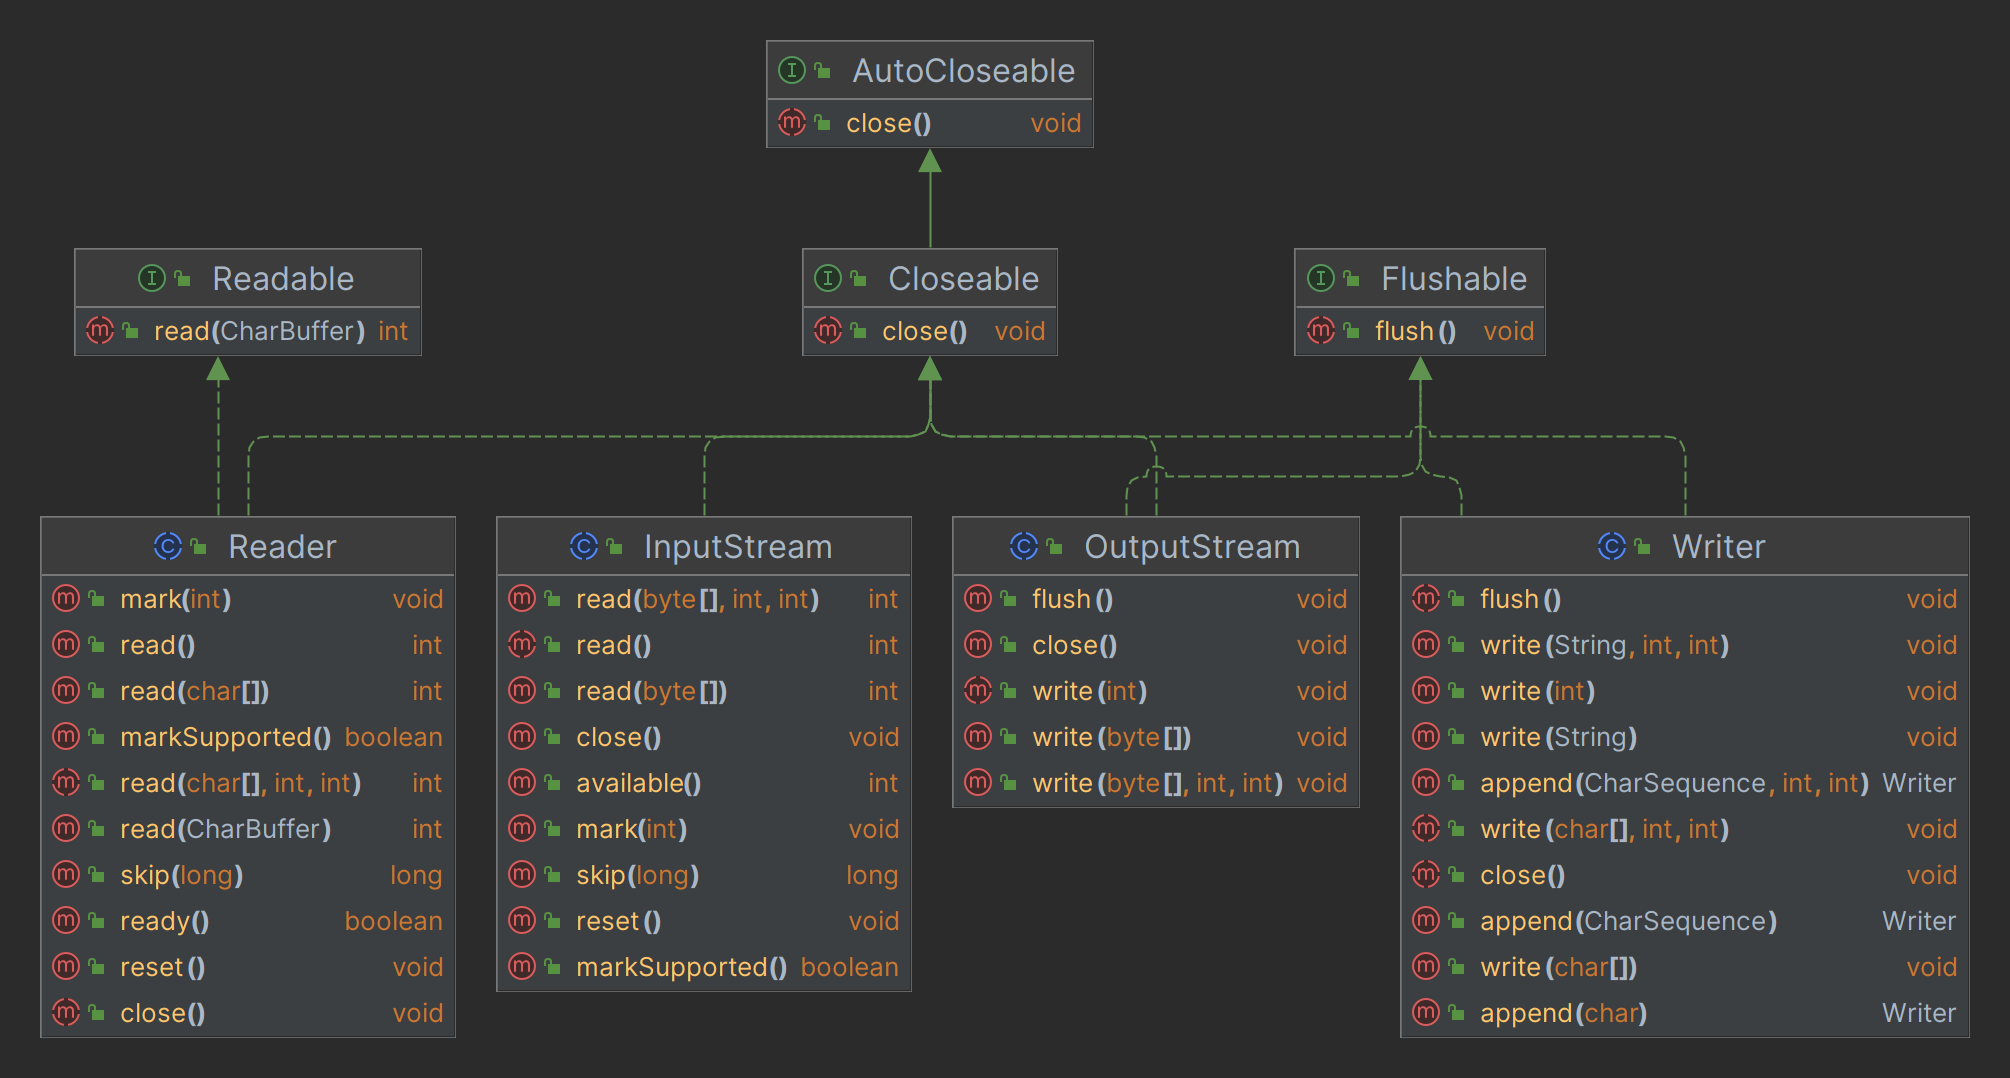 AutoCloseable
close() void
Readable
read(CharBuffer) int
Closeable
close() void
Flushable
flush() void
Reader
mark(int) void
read() int
read(char[]) int
markSupported() boolean
read(char[], int, int) int
read(CharBuffer) int
skip(long) long
ready() boolean
reset() void
close() void
InputStream
read(byte[], int, int) int
read() int
read(byte[]) int
close() void
available() int
mark(int) void
skip(long) long
reset() void
markSupported() boolean
OutputStream
flush() void
close() void
write(int) void
write(byte[]) void
write(byte[], int, int) void
Writer
flush() void
write(String, int, int) void
write(int) void
write(String) void
append(CharSequence, int, int) Writer
write(char[], int, int) void
close() void
append(CharSequence) Writer
write(char[]) void
append(char) Writer